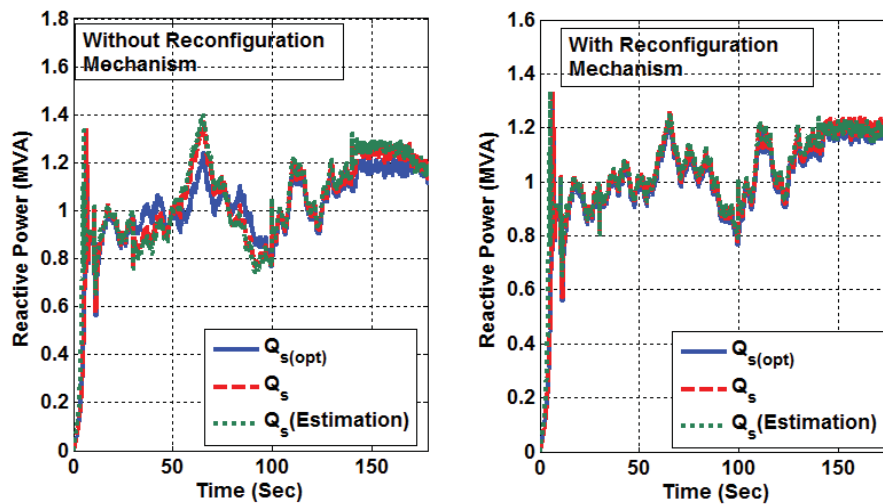 Without Reconfiguration
Mechanism
Reactive Power (MVA)
1.8
1.6
1.4
1.2
1
0.8
0.6
0.4
0.2
0
0
50
100
150
Time (Sec)
Qs(opt)
Qs
Qs(Estimation)
With Reconfiguration
Mechanism
Reactive Power (MVA)
1.6
1.4
1.2
1
0.8
0.6
0.4
0.2
0
0
50
100
150
Time (Sec)
Qs(opt)
Qs
Qs(Estimation)